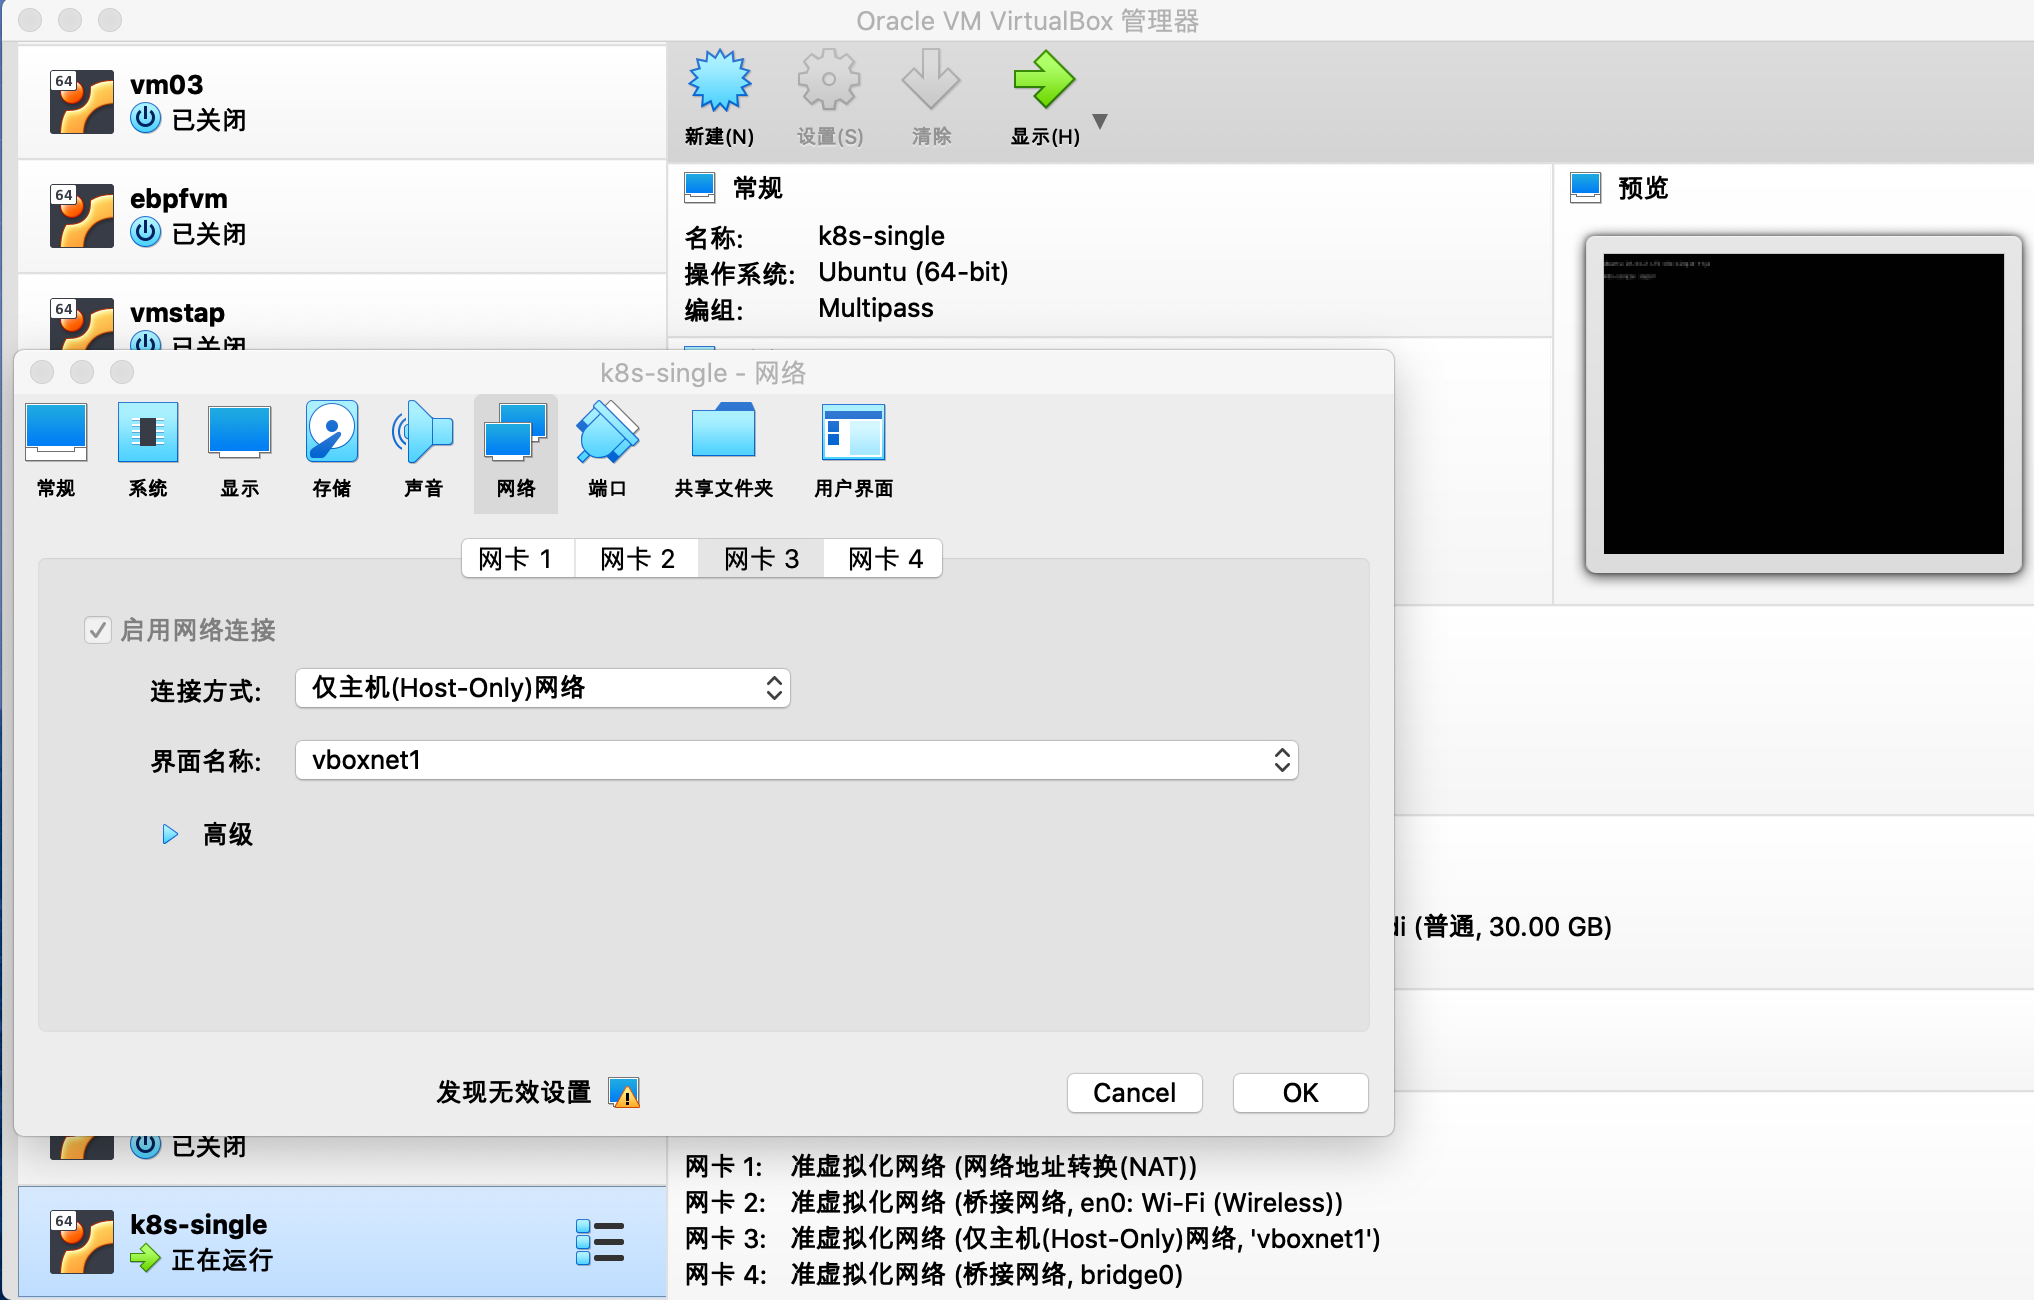 Oracle VM VirtualBox 管理器
64
vm03
已关闭
64
ebpfvm
已关闭
64
vmstap
已关闭
新建(N)
设置(S)
清除
显示(H)
常规
名称: k8s-single
操作系统: Ubuntu (64-bit)
编组: Multipass
预览
k8s-single - 网络
常规
系统
显示
存储
声音
网络
端口
共享文件夹
用户界面
网卡 1
网卡 2
网卡 3
网卡 4
启用网络连接
连接方式: 仅主机(Host-Only)网络
界面名称: vboxnet1
高级
发现无效设置
Cancel
OK
di (普通, 30.00 GB)
已关闭
64
k8s-single
正在运行
网卡 1: 准虚拟化网络 (网络地址转换(NAT))
网卡 2: 准虚拟化网络 (桥接网络, en0: Wi-Fi (Wireless))
网卡 3: 准虚拟化网络 (仅主机(Host-Only)网络, 'vboxnet1')
网卡 4: 准虚拟化网络 (桥接网络, bridge0)